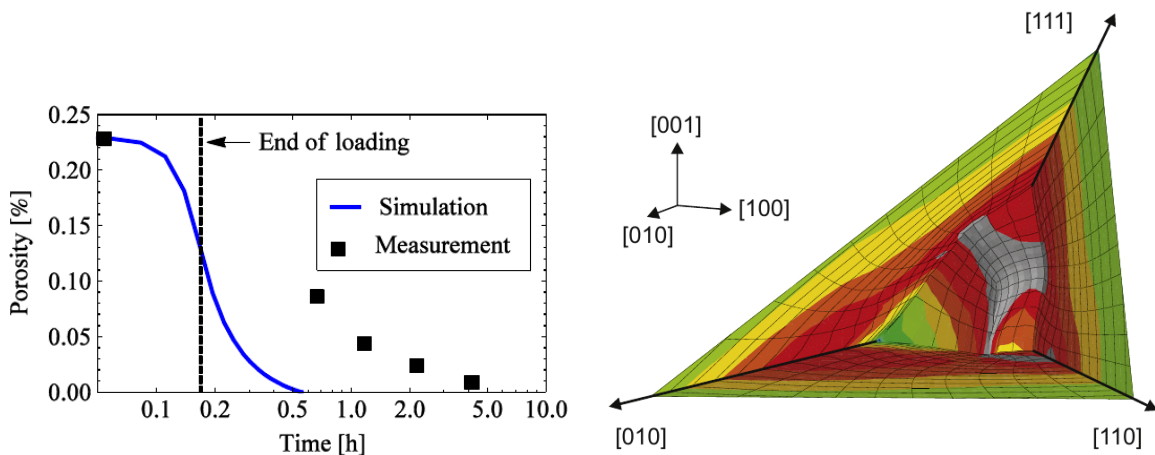 0.25
0.20
0.15
0.10
0.05
0.00
Porosity [%]
End of loading
Simulation
Measurement
0.1 0.2 0.5 1.0 2.0 5.0 10.0
Time [h]
[111]
[001]
[100]
[010]
[010]
[110]